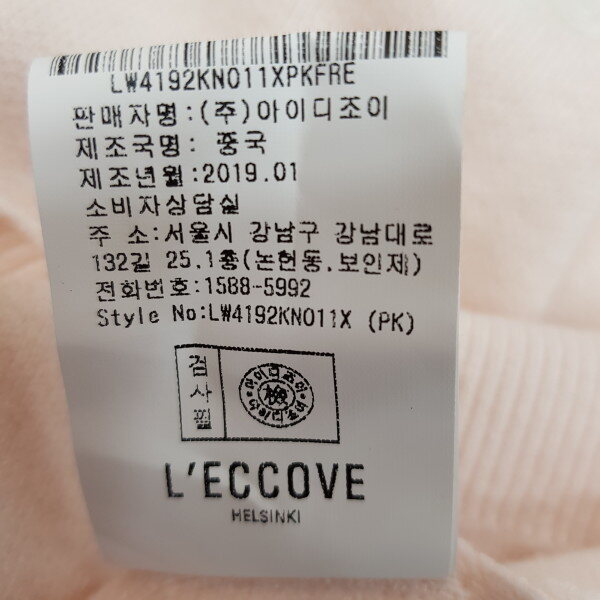 LW4192KN011XPKFRE
판매자명:(주)아이디조이
제조국명: 중국
제조년월:2019.01
소비자상담실
주 소:서울시 강남구 강남대로
132길 25.1층(논현동.보인제)
전화번호:1588-5992
Style No:LW4192KN011X (PK)
검사필
檢
L'ECCOVE
HELSINKI